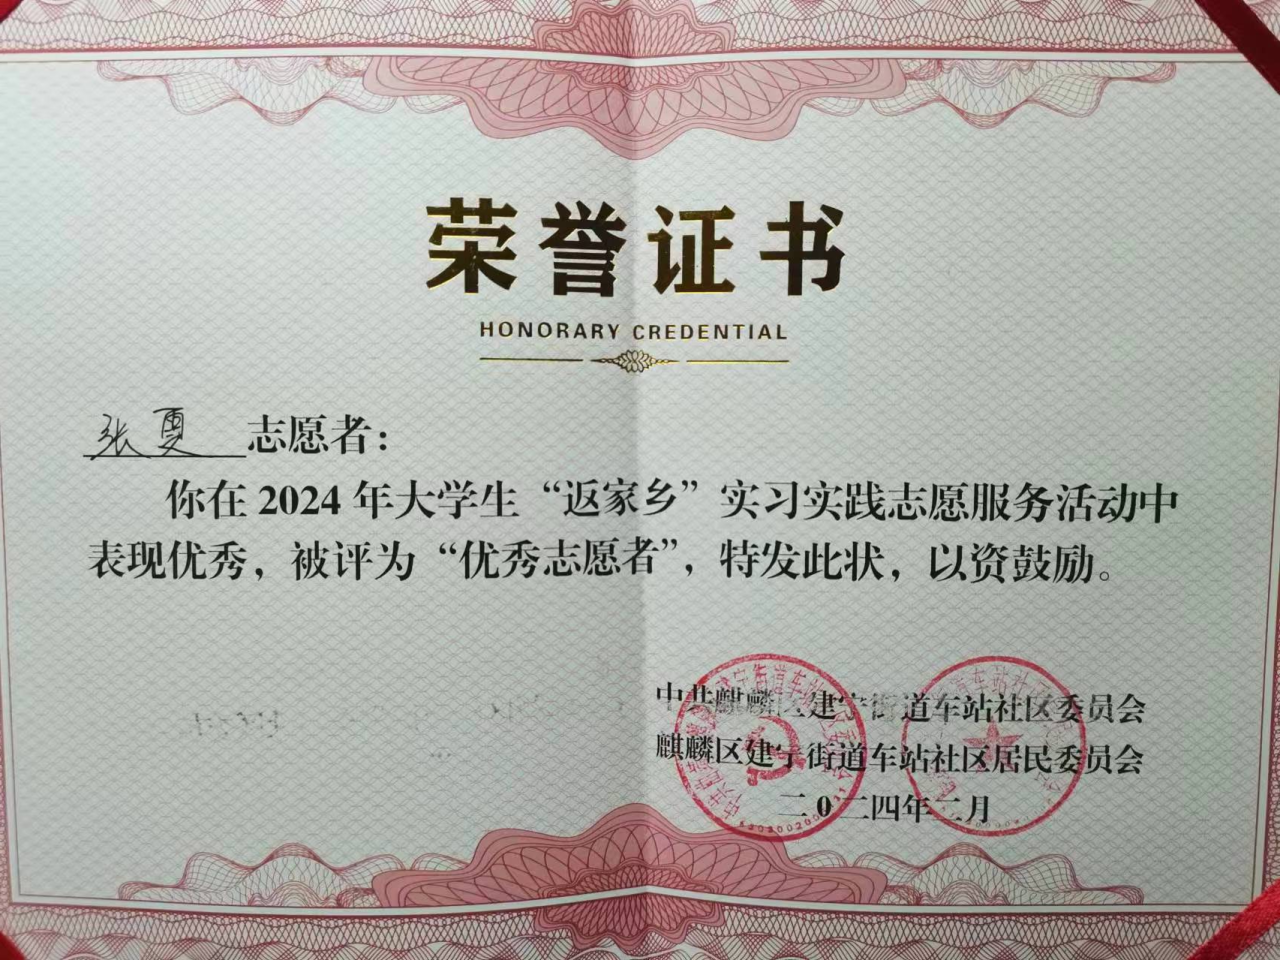 荣誉证书
HONORARY CREDENTIAL
张夏 志愿者：
你在 2024 年大学生“返家乡”实习实践志愿服务活动中
表现优秀，被评为“优秀志愿者”，特发此状，以资鼓励。
中共麒麟区建宁街道车站社区委员会
麒麟区建宁街道车站社区居民委员会
二0二四年二月